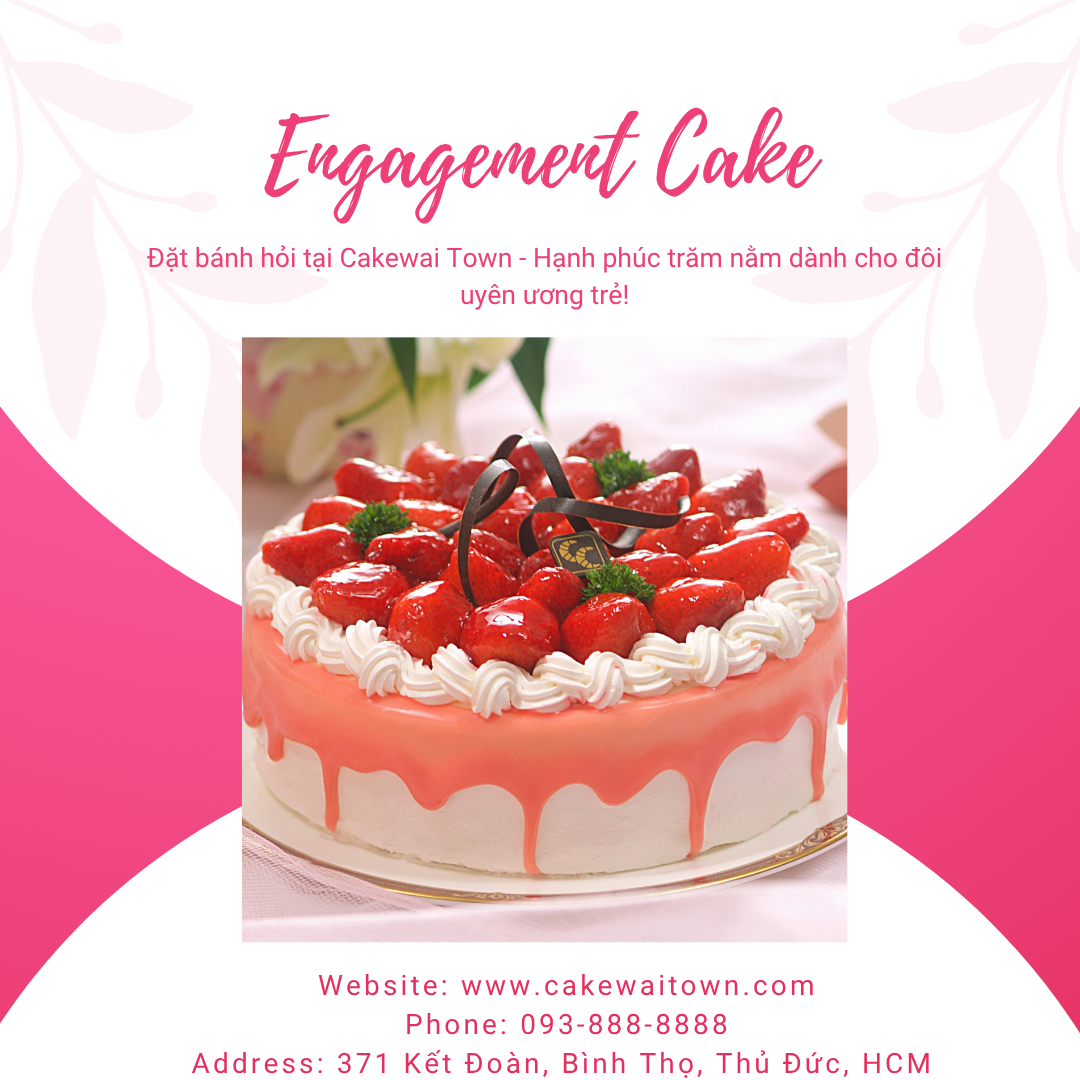 Engagement Cake
Đặt bánh hỏi tại Cakewai Town - Hạnh phúc trăm nằm dành cho đôi
uyên ương trẻ!
Website: www.cakewaitown.com
Phone: 093-888-8888
Address: 371 Kết Đoàn, Bình Thọ, Thủ Đức, HCM